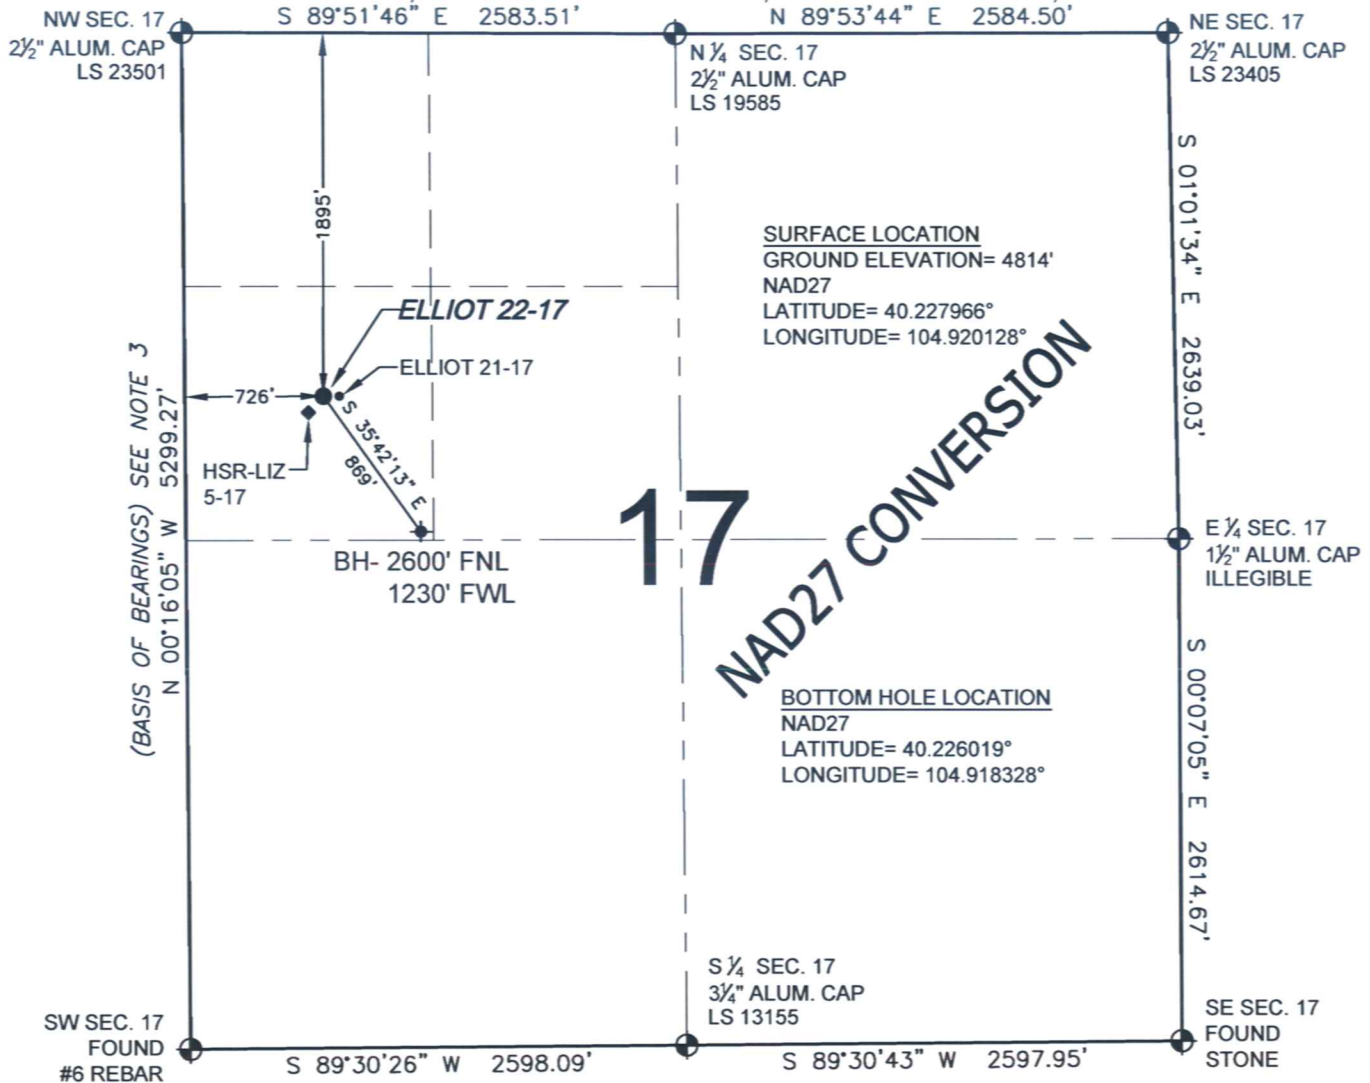 NW SEC. 17
2½" ALUM. CAP
LS 23501
S 89°51'46" E 2583.51'
N ¼ SEC. 17
2½" ALUM. CAP
LS 19585
N 89°53'44" E 2584.50'
NE SEC. 17
2½" ALUM. CAP
LS 23405
S 01°01'34" E 2639.03'
1895'
SURFACE LOCATION
GROUND ELEVATION= 4814'
NAD27
LATITUDE= 40.227966°
LONGITUDE= 104.920128°
ELLIOT 22-17
ELLIOT 21-17
726'
S 35°42'13" E
869'
HSR-LIZ
5-17
(BASIS OF BEARINGS) SEE NOTE 3
N 00°16'05" W 5299.27'
BH- 2600' FNL
1230' FWL
17
NAD27 CONVERSION
E ¼ SEC. 17
1½" ALUM. CAP
ILLEGIBLE
BOTTOM HOLE LOCATION
NAD27
LATITUDE= 40.226019°
LONGITUDE= 104.918328°
S 00°07'05" E 2614.67'
S ¼ SEC. 17
3¼" ALUM. CAP
LS 13155
SW SEC. 17
FOUND
#6 REBAR
S 89°30'26" W 2598.09'
S 89°30'43" W 2597.95'
SE SEC. 17
FOUND
STONE